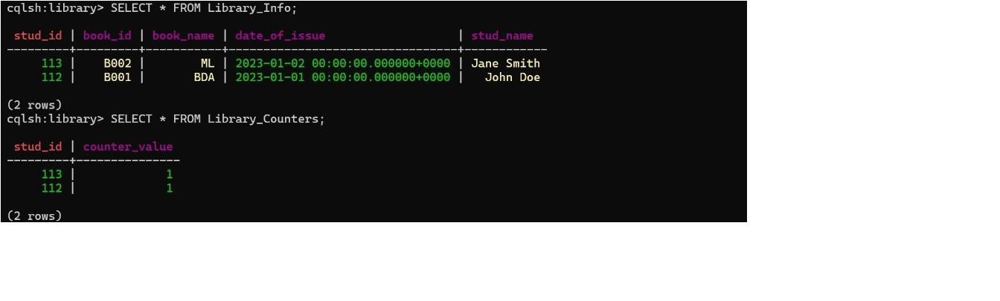 cqlsh:library> SELECT * FROM Library_Info;
 stud_id | book_id | book_name | date_of_issue                   | stud_name
---------+---------+-----------+---------------------------------+------------
     113 |    B002 |        ML | 2023-01-02 00:00:00.000000+0000 | Jane Smith
     112 |    B001 |       BDA | 2023-01-01 00:00:00.000000+0000 |   John Doe
(2 rows)
cqlsh:library> SELECT * FROM Library_Counters;
 stud_id | counter_value
---------+---------------
     113 |             1
     112 |             1
(2 rows)